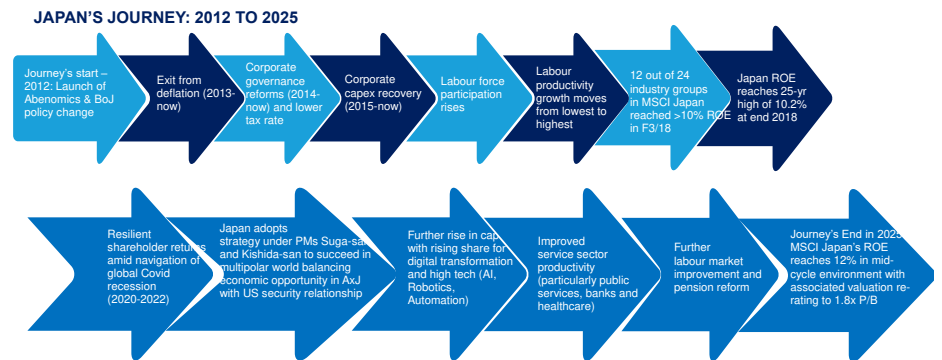 JAPAN'S JOURNEY: 2012 TO 2025
Journey's start –
2012: Launch of
Abenomics & BoJ
policy change
Exit from
deflation (2013-
now)
Corporate
governance
reforms (2014-
now) and lower
tax rate
Corporate
capex recovery
(2015-now)
Labour force
participation
rises
Labour
productivity
growth moves
from lowest to
highest
12 out of 24
industry groups
in MSCI Japan
reached >10% ROE
in F3/18
Japan ROE
reaches 25-yr
high of 10.2%
at end 2018
Resilient
shareholder returns
amid navigation of
global Covid
recession
(2020-2022)
Japan adopts
strategy under PMs Suga-san
and Kishida-san to succeed in
multipolar world balancing
economic opportunity in AxJ
with US security relationship
Further rise in capex
with rising share for
digital transformation
and high tech (AI,
Robotics,
Automation)
Improved
service sector
productivity
(particularly public
services, banks and
healthcare)
Further
labour market
improvement and
pension reform
Journey's End in 2025
MSCI Japan's ROE
reaches 12% in mid-
cycle environment with
associated valuation re-
rating to 1.8x P/B